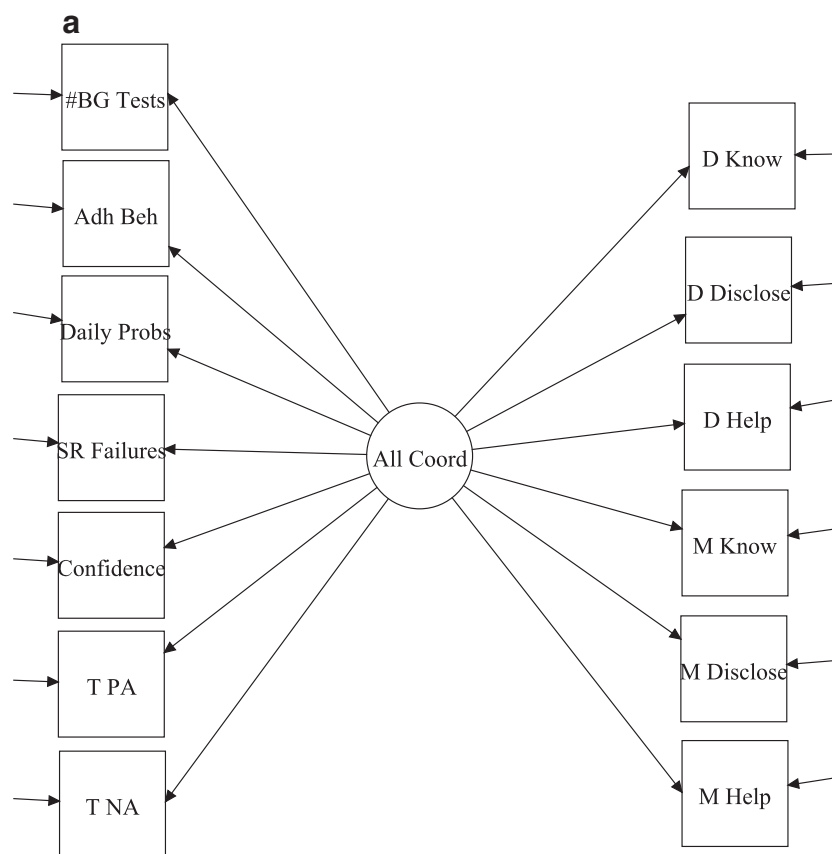 a
#BG Tests
Adh Beh
Daily Probs
SR Failures
Confidence
T PA
T NA
All Coord
D Know
D Disclose
D Help
M Know
M Disclose
M Help